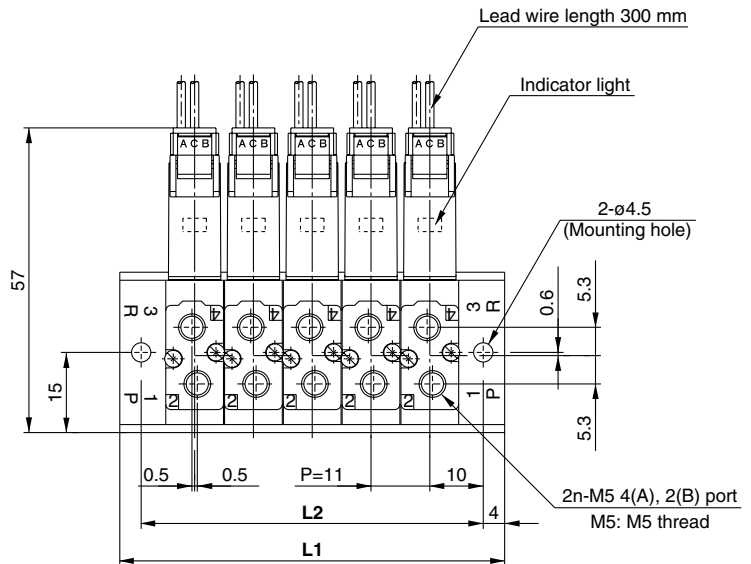 Lead wire length 300 mm
Indicator light
A C B
A C B
A C B
A C B
A C B
2-ø4.5
(Mounting hole)
57
15
R 3
P 1
4
4
4
4
4
2
2
2
2
2
3 R
1 P
0.6
5.3
5.3
0.5
0.5
P=11
10
2n-M5 4(A), 2(B) port
M5: M5 thread
L2
4
L1